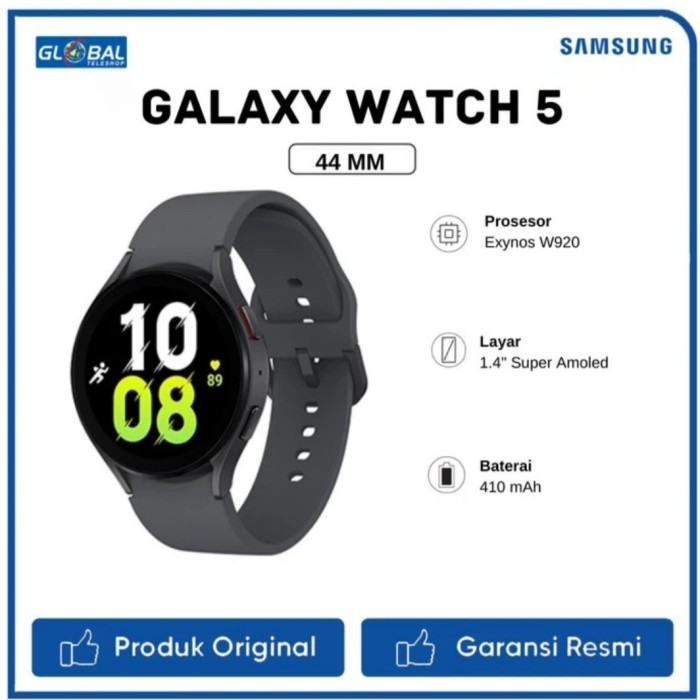 GLOBAL
TELESHOP
SAMSUNG
GALAXY WATCH 5
44 MM
Prosesor
Exynos W920
10
08
89
Layar
1.4" Super Amoled
Baterai
410 mAh
Produk Original
Garansi Resmi